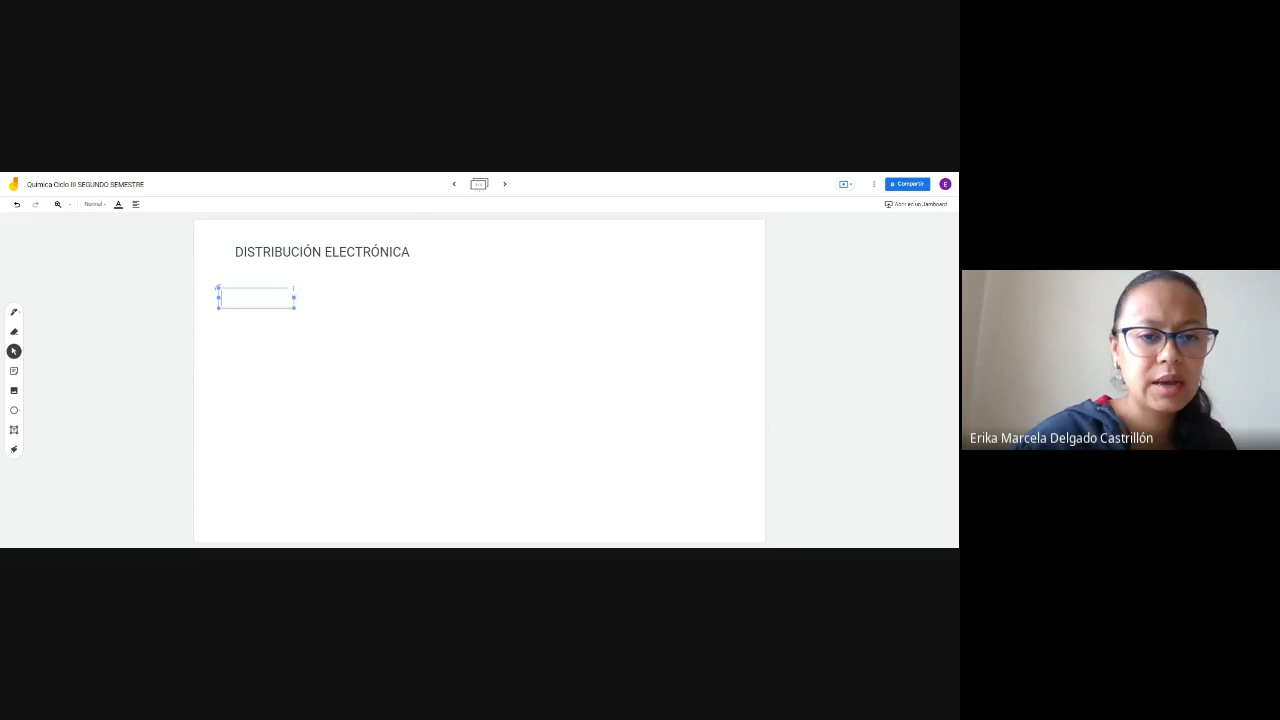 Química Ciclo III SEGUNDO SEMESTRE
Compartir
E
Normal
A
Abrir en un Jamboard
DISTRIBUCIÓN ELECTRÓNICA
Erika Marcela Delgado Castrillón